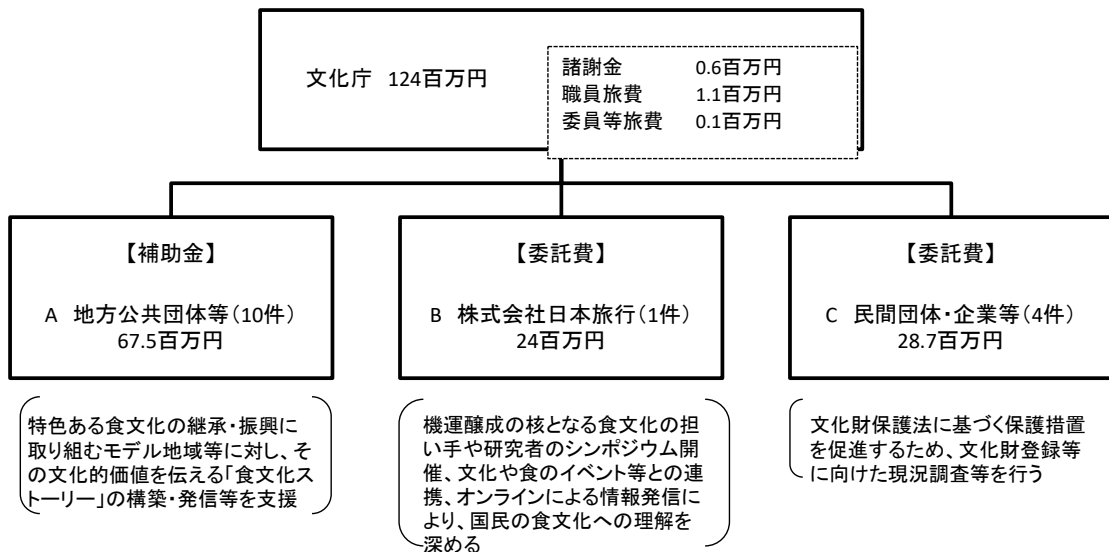 文化庁 124百万円
諸謝金 0.6百万円
職員旅費 1.1百万円
委員等旅費 0.1百万円
【補助金】
A 地方公共団体等(10件)
67.5百万円
【委託費】
B 株式会社日本旅行(1件)
24百万円
【委託費】
C 民間団体・企業等(4件)
28.7百万円
特色ある食文化の継承・振興に
取り組むモデル地域等に対し、そ
の文化的価値を伝える「食文化ス
トーリー」の構築・発信等を支援
機運醸成の核となる食文化の担
い手や研究者のシンポジウム開
催、文化や食のイベント等との連
携、オンラインによる情報発信に
より、国民の食文化への理解を
深める
文化財保護法に基づく保護措置
を促進するため、文化財登録等
に向けた現況調査等を行う